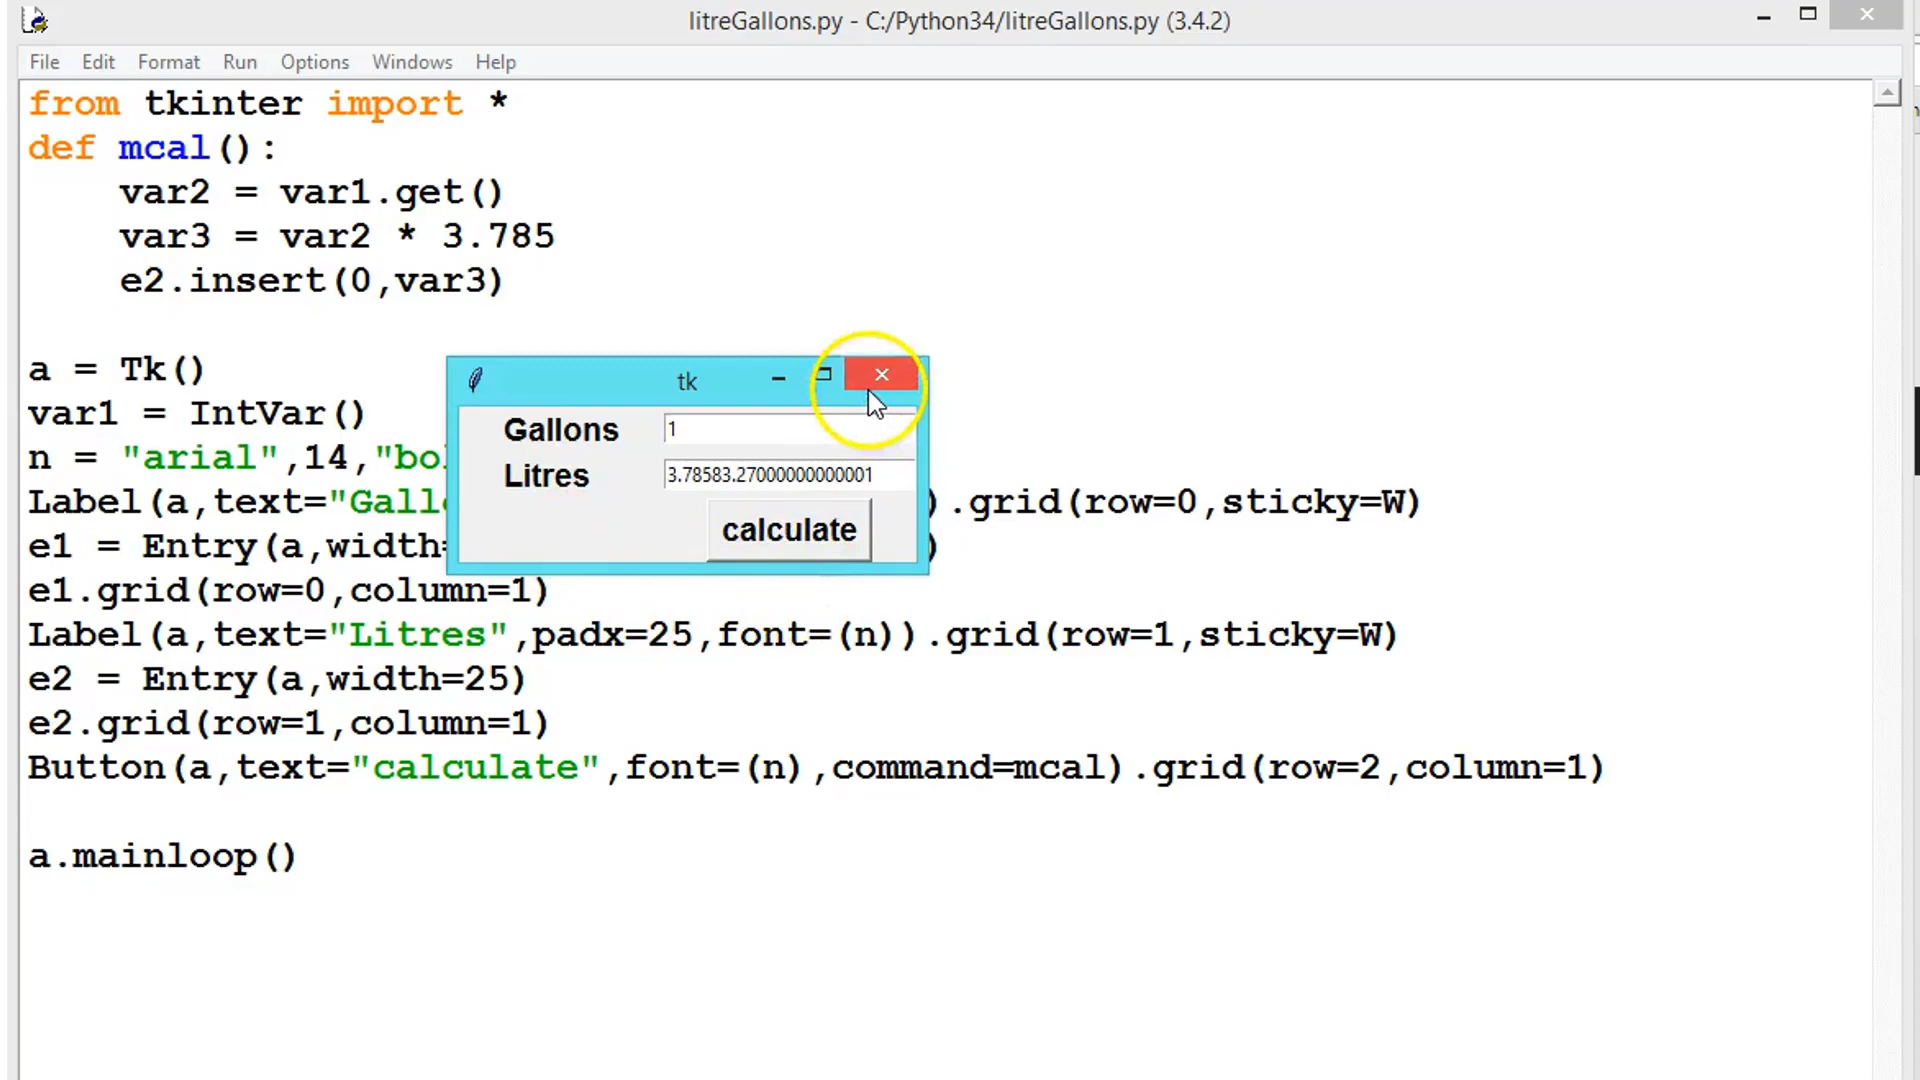 litreGallons.py - C:/Python34/litreGallons.py (3.4.2)
File Edit Format Run Options Windows Help
from tkinter import *
def mcal():
    var2 = var1.get()
    var3 = var2 * 3.785
    e2.insert(0,var3)
a = Tk()
var1 = IntVar()
n = "arial",14,"bo
Label(a,text="Gall
).grid(row=0,sticky=W)
e1 = Entry(a,width=
)
e1.grid(row=0,column=1)
Label(a,text="Litres",padx=25,font=(n)).grid(row=1,sticky=W)
e2 = Entry(a,width=25)
e2.grid(row=1,column=1)
Button(a,text="calculate",font=(n),command=mcal).grid(row=2,column=1)
a.mainloop()
tk
Gallons 1
Litres 3.78583.27000000000001
calculate